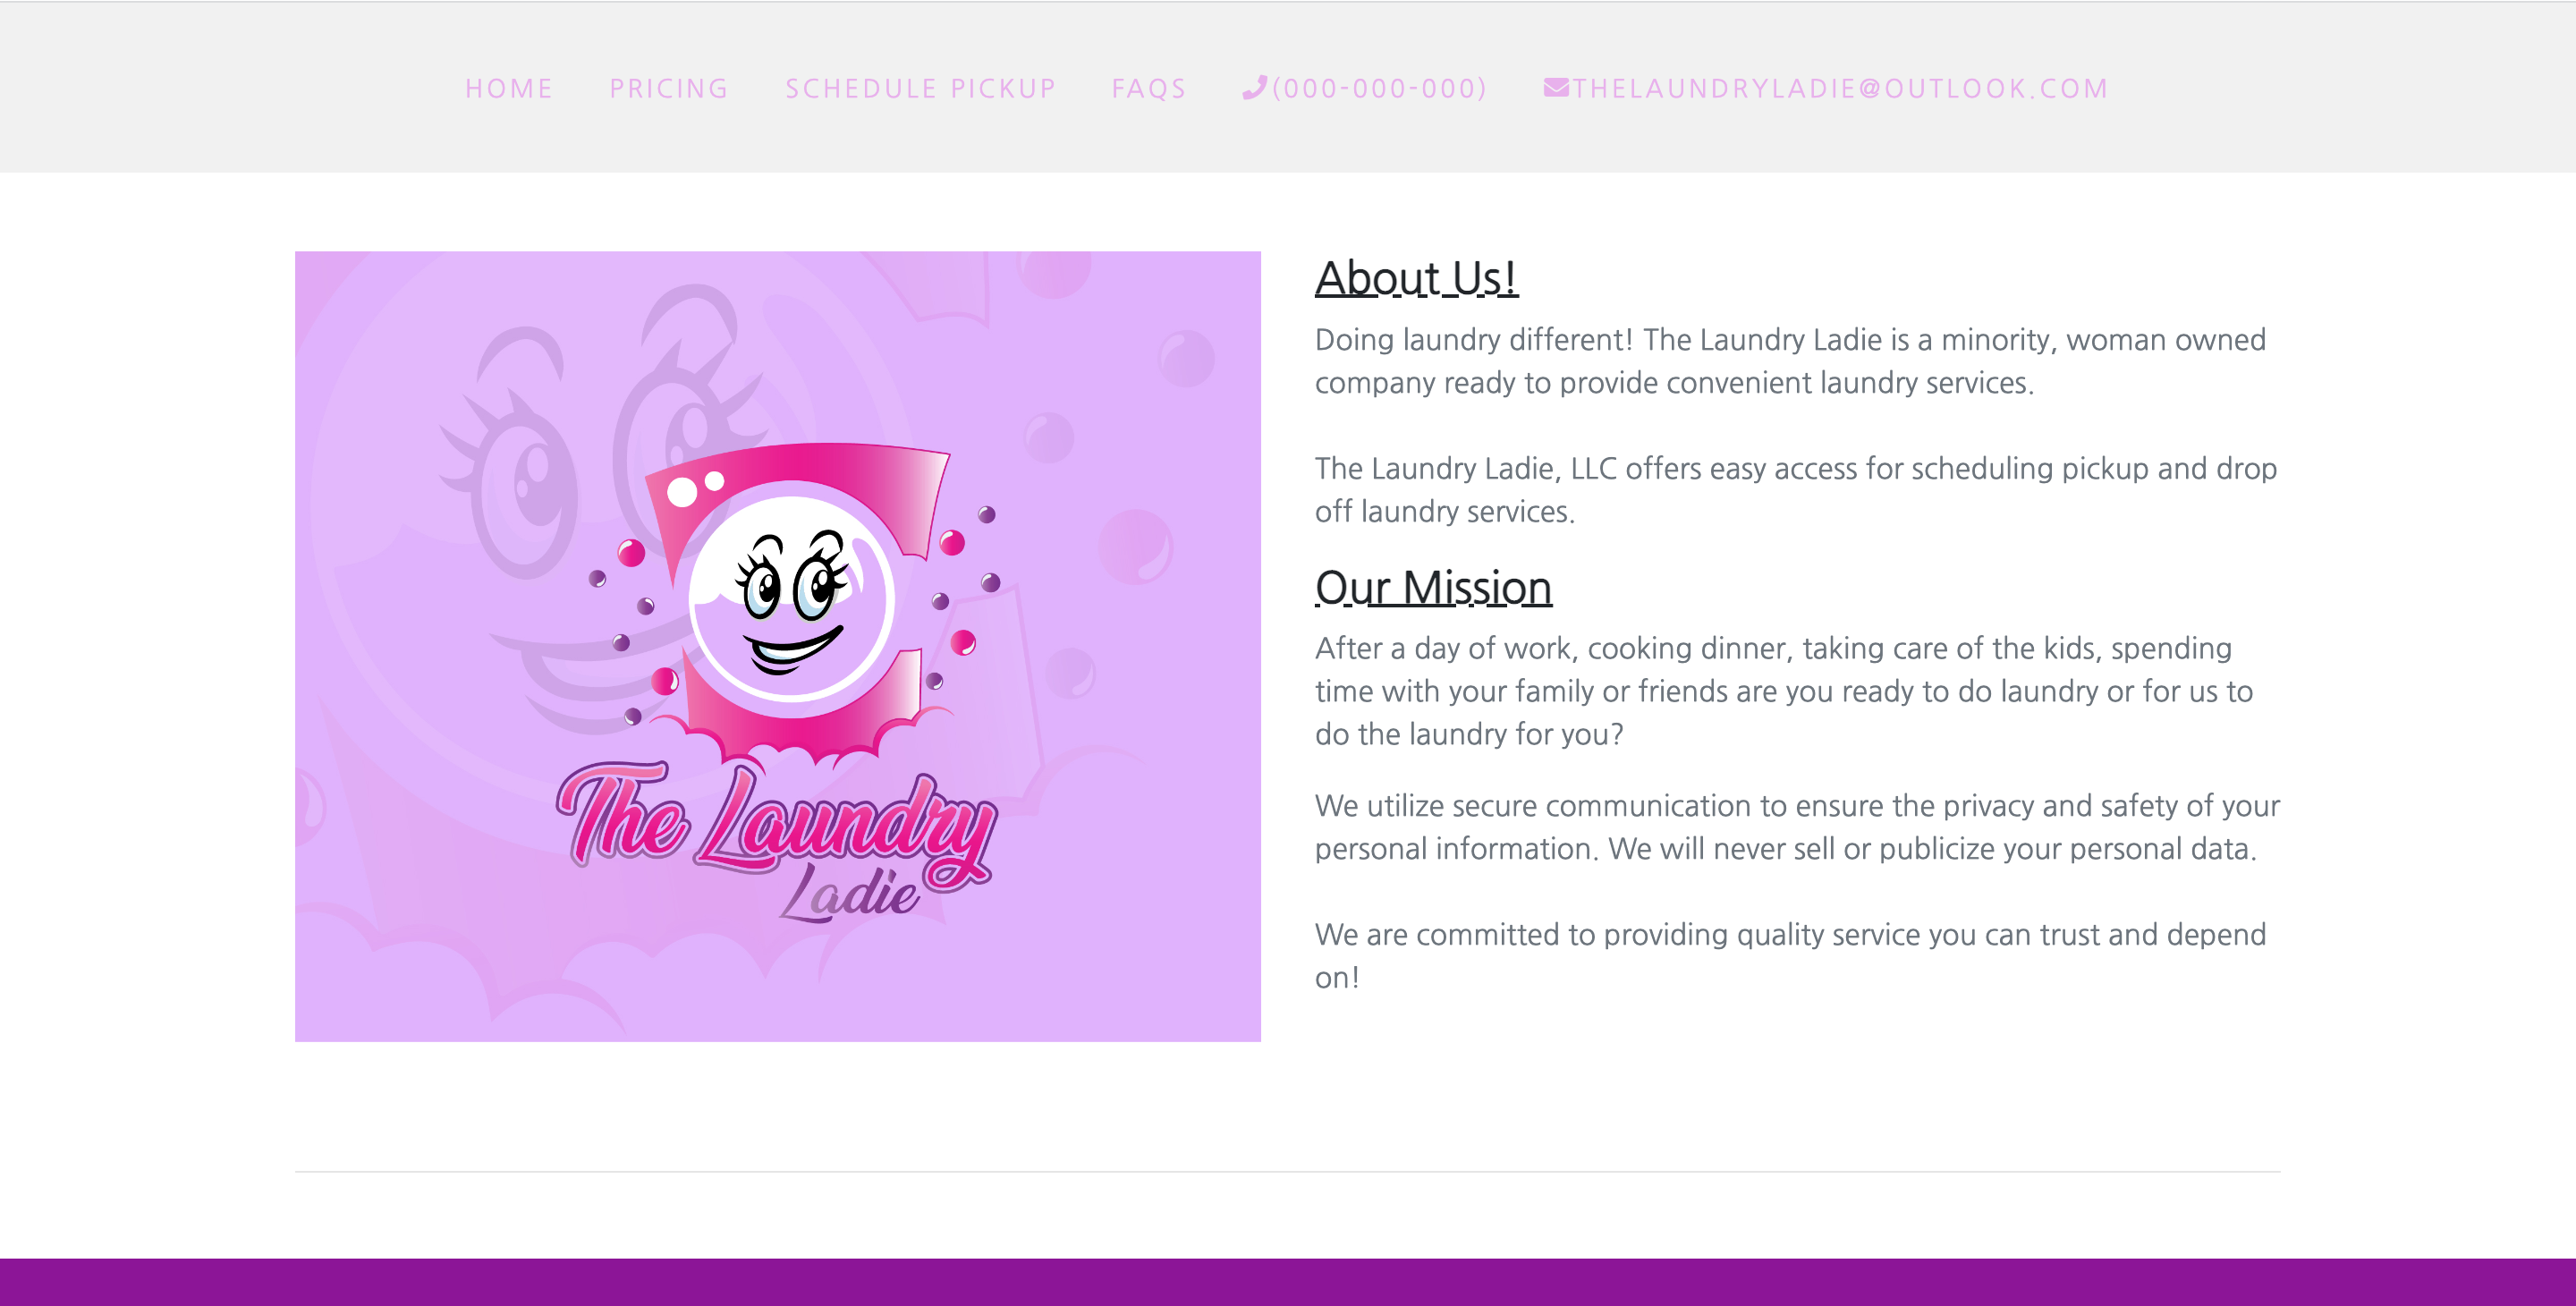 HOME PRICING SCHEDULE PICKUP FAQS (000-000-000) THELAUNDRYLADIE@OUTLOOK.COM
The Laundry
Ladie
About Us!
Doing laundry different! The Laundry Ladie is a minority, woman owned
company ready to provide convenient laundry services.
The Laundry Ladie, LLC offers easy access for scheduling pickup and drop
off laundry services.
Our Mission
After a day of work, cooking dinner, taking care of the kids, spending
time with your family or friends are you ready to do laundry or for us to
do the laundry for you?
We utilize secure communication to ensure the privacy and safety of your
personal information. We will never sell or publicize your personal data.
We are committed to providing quality service you can trust and depend
on!